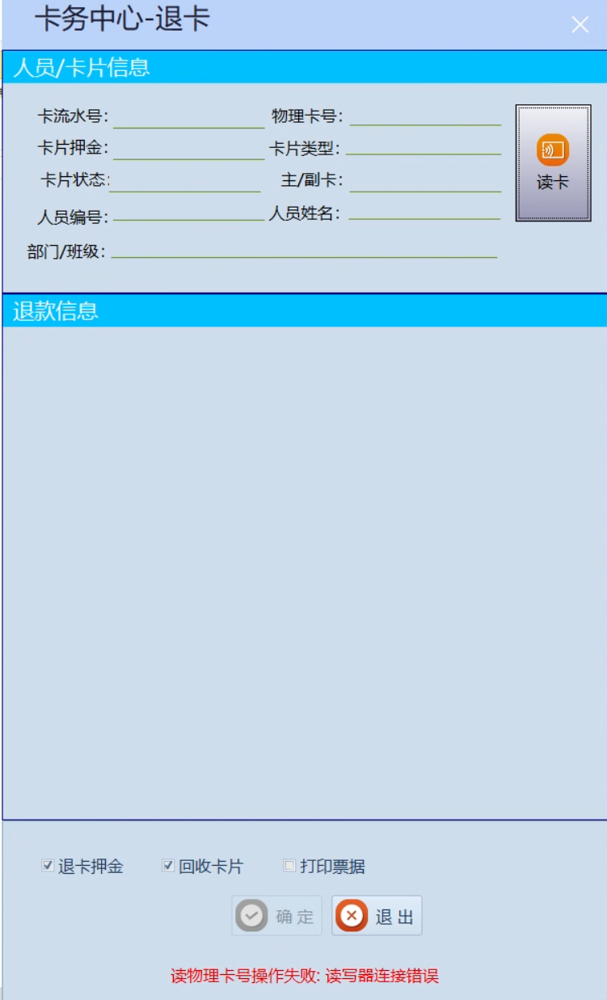 卡务中心-退卡
人员/卡片信息
卡流水号: 物理卡号:
卡片押金: 卡片类型:
读卡
卡片状态: 主/副卡:
人员编号: 人员姓名:
部门/班级:
退款信息
退卡押金 回收卡片 打印票据
确定 退出
读物理卡号操作失败: 读写器连接错误